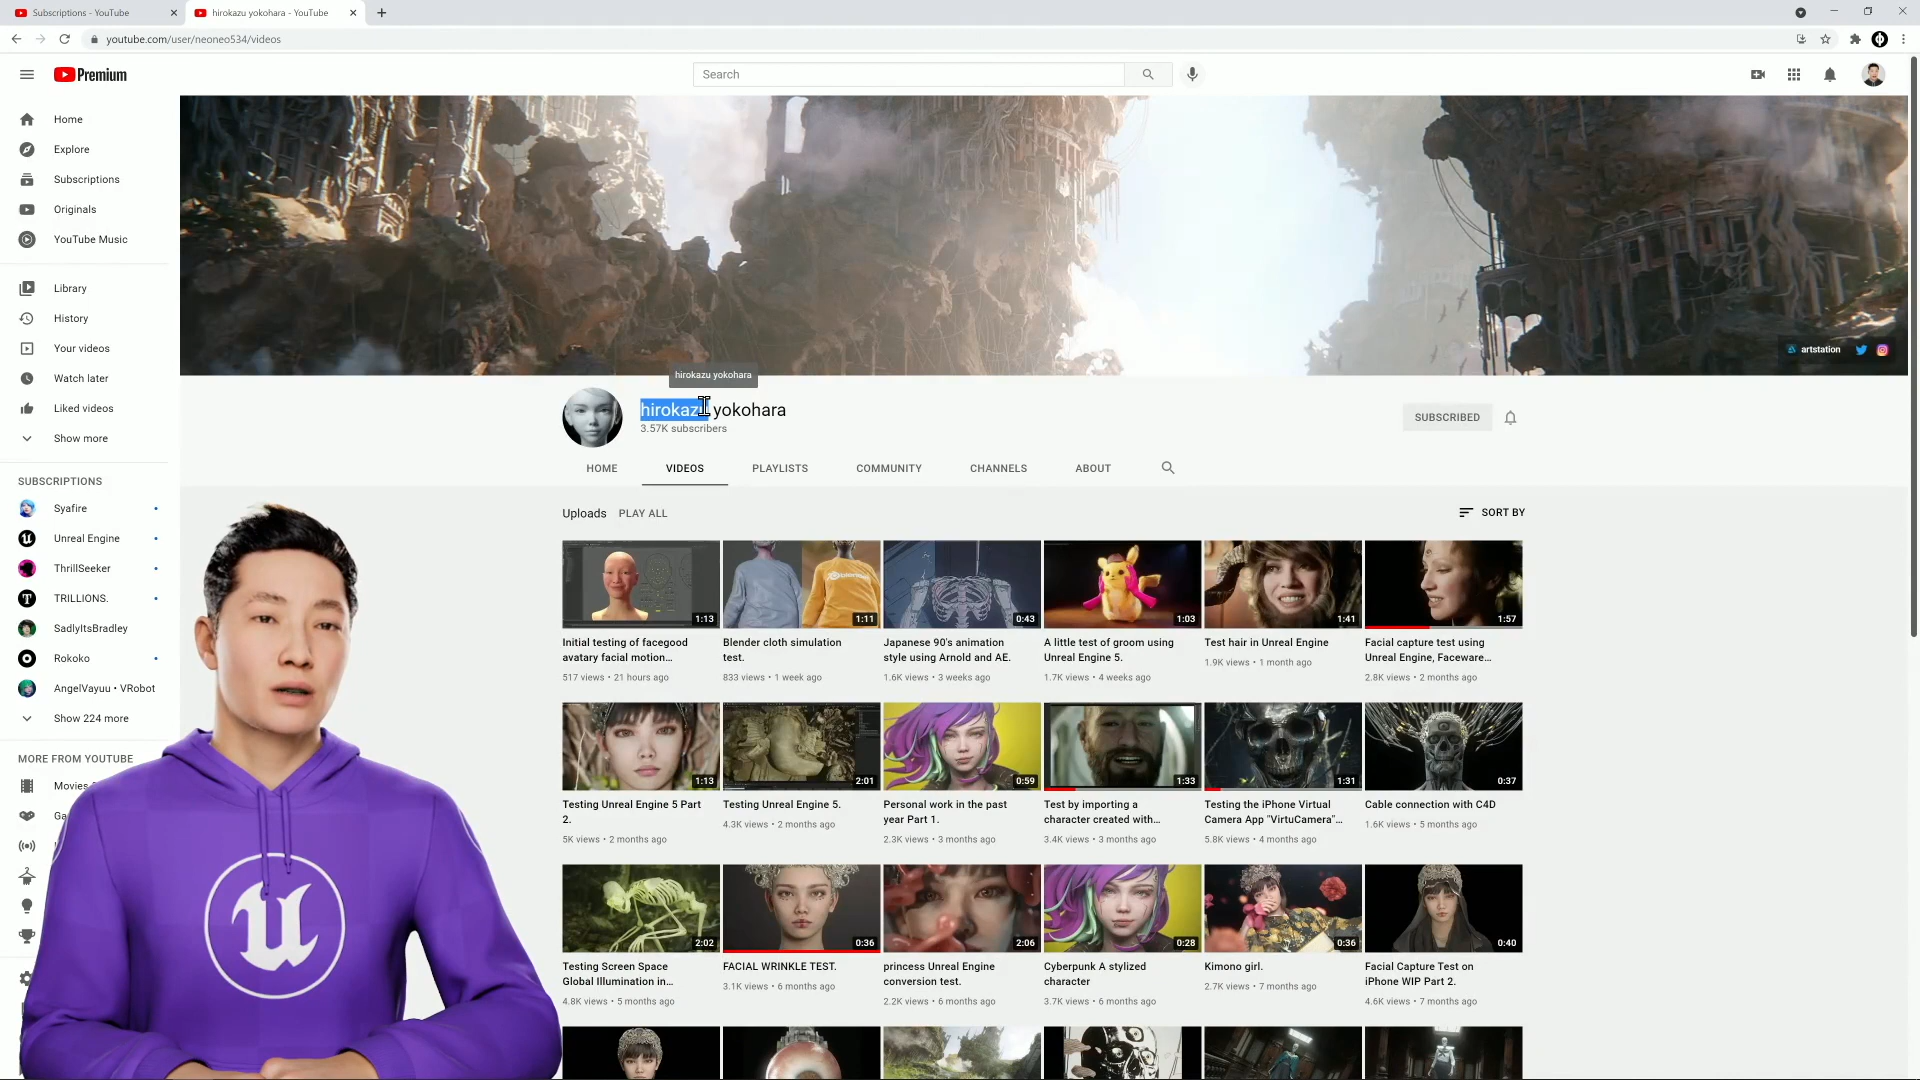 Subscriptions - YouTube
hirokazu yokohara - YouTube
youtube.com/user/neoneo534/videos
Premium
Search
Home
Explore
Subscriptions
Originals
YouTube Music
Library
History
Your videos
Watch later
Liked videos
Show more
SUBSCRIPTIONS
Syafire
Unreal Engine
ThrillSeeker
TRILLIONS.
SadlyItsBradley
Rokoko
AngelVayuu • VRobot
Show 224 more
MORE FROM YOUTUBE
Movies
Ga
artstation
hirokazu yokohara
hirokazu yokohara
3.57K subscribers
SUBSCRIBED
HOME VIDEOS PLAYLISTS COMMUNITY CHANNELS ABOUT
Uploads PLAY ALL
SORT BY
1:13 1:11 0:43 1:03 1:41 1:57
Initial testing of facegood avatary facial motion...
517 views • 21 hours ago
Blender cloth simulation test.
833 views • 1 week ago
Japanese 90's animation style using Arnold and AE.
1.6K views • 3 weeks ago
A little test of groom using Unreal Engine 5.
1.7K views • 4 weeks ago
Test hair in Unreal Engine
1.9K views • 1 month ago
Facial capture test using Unreal Engine, Faceware...
2.8K views • 2 months ago
1:13 2:01 0:59 1:33 1:31 0:37
Testing Unreal Engine 5 Part 2.
5K views • 2 months ago
Testing Unreal Engine 5.
4.3K views • 2 months ago
Personal work in the past year Part 1.
2.3K views • 3 months ago
Test by importing a character created with...
3.4K views • 3 months ago
Testing the iPhone Virtual Camera App "VirtuCamera"...
5.8K views • 4 months ago
Cable connection with C4D
1.6K views • 5 months ago
2:02 0:36 2:06 0:28 0:36 0:40
Testing Screen Space Global Illumination in...
4.8K views • 5 months ago
FACIAL WRINKLE TEST.
3.1K views • 6 months ago
princess Unreal Engine conversion test.
2.2K views • 6 months ago
Cyberpunk A stylized character
3.7K views • 6 months ago
Kimono girl.
2.7K views • 7 months ago
Facial Capture Test on iPhone WIP Part 2.
4.6K views • 7 months ago